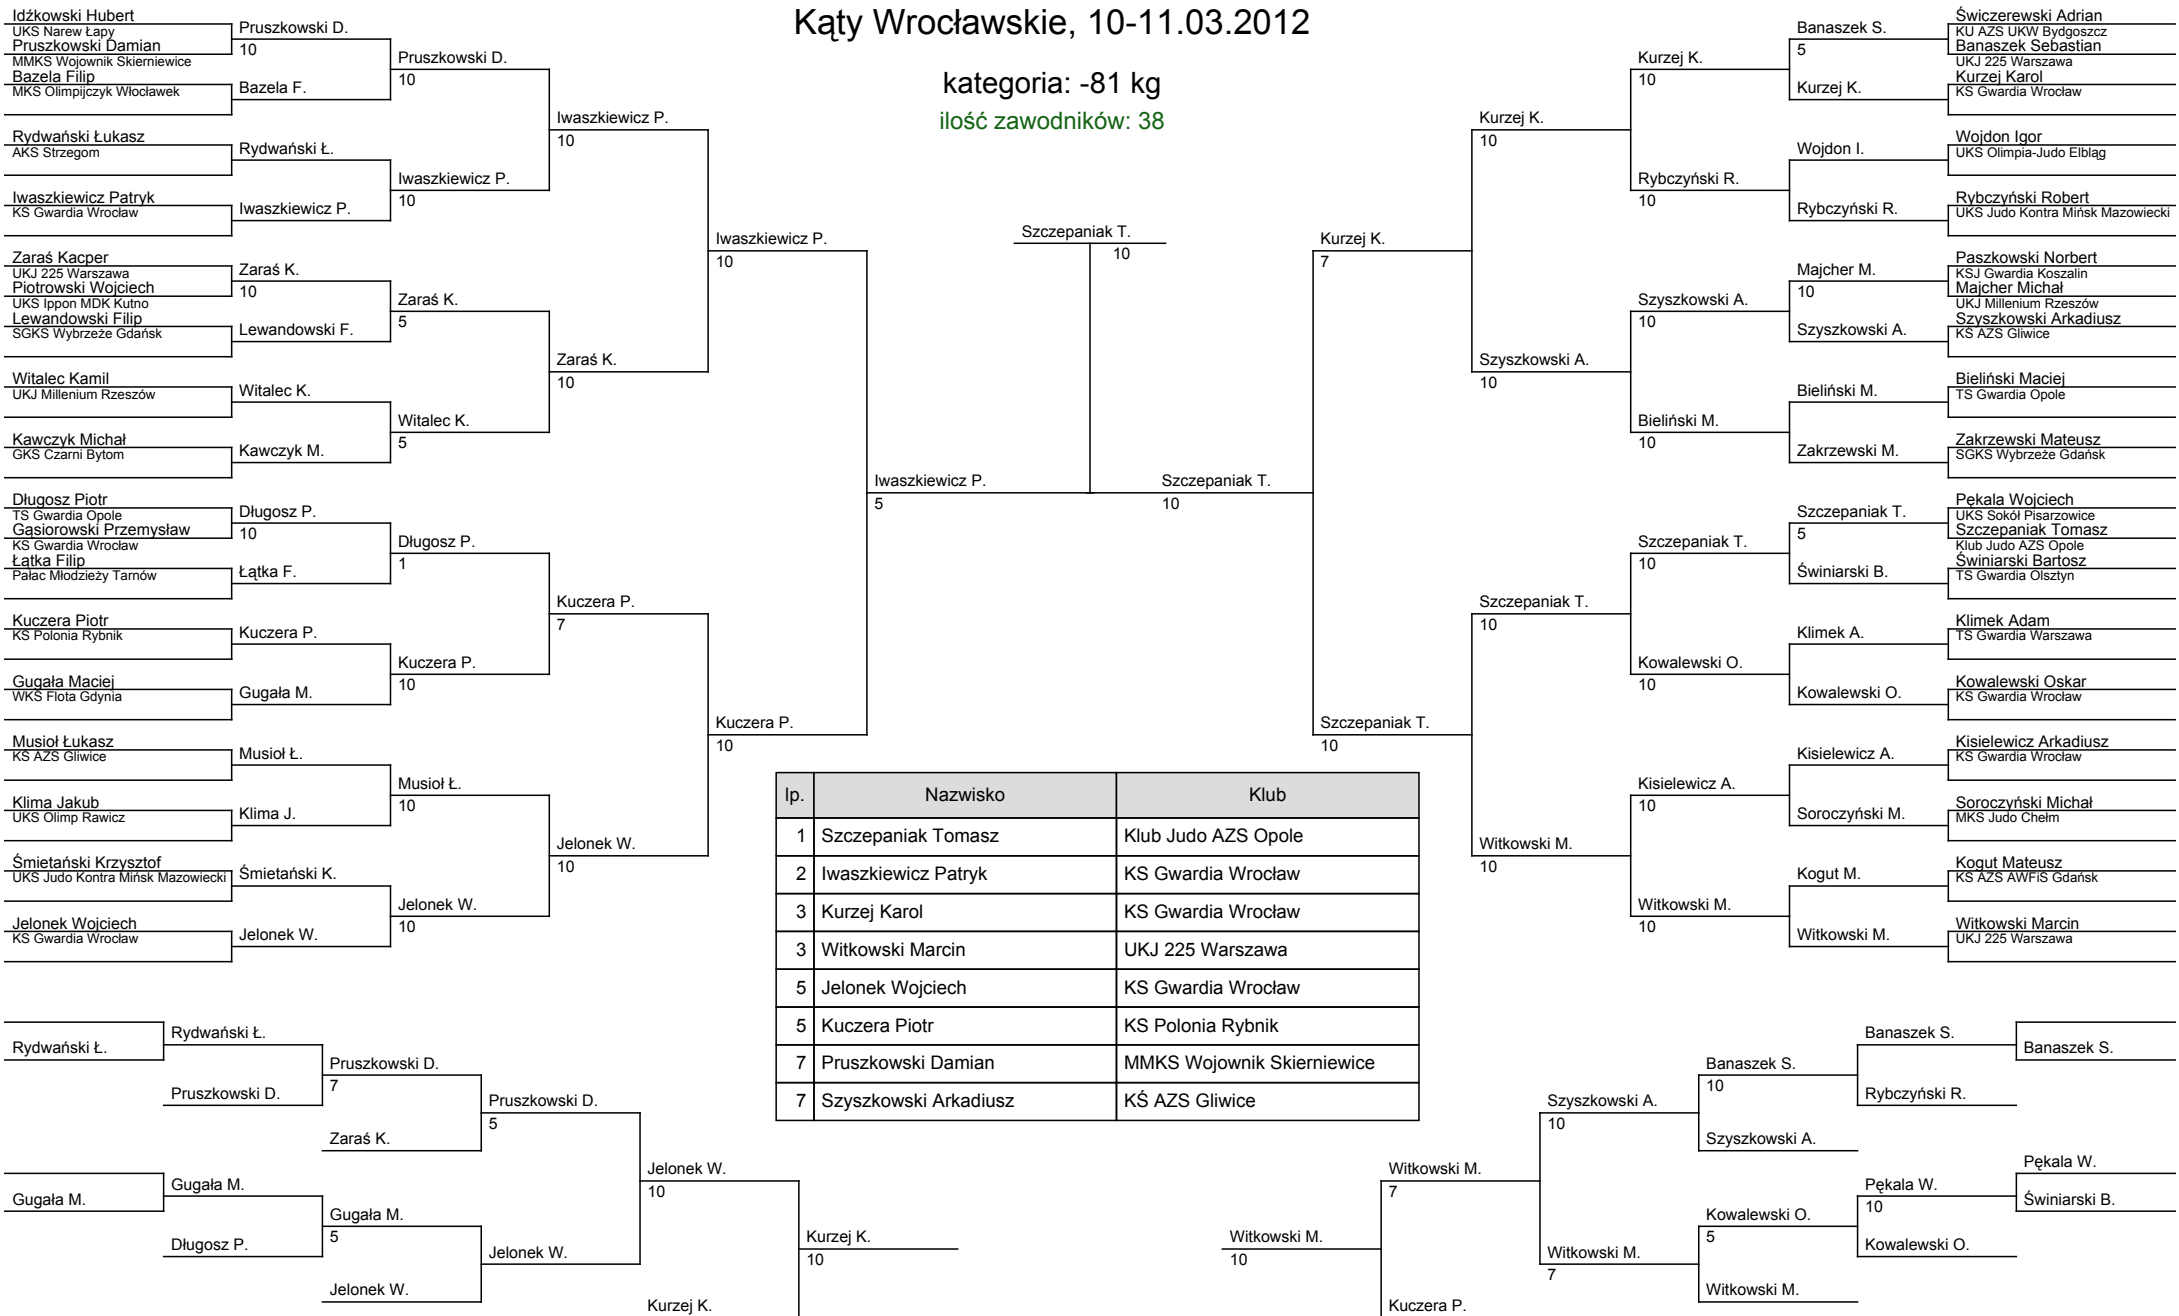 Kąty Wrocławskie, 10-11.03.2012
kategoria: -81 kg
ilość zawodników: 38
Idźkowski Hubert
UKS Narew Łapy
Pruszkowski Damian
MMKS Wojownik Skierniewice
Bazela Filip
MKS Olimpijczyk Włocławek
Rydwański Łukasz
AKS Strzegom
Iwaszkiewicz Patryk
KS Gwardia Wrocław
Zaraś Kacper
UKJ 225 Warszawa
Piotrowski Wojciech
UKS Ippon MDK Kutno
Lewandowski Filip
SGKS Wybrzeże Gdańsk
Witalec Kamil
UKJ Millenium Rzeszów
Kawczyk Michał
GKS Czarni Bytom
Długosz Piotr
TS Gwardia Opole
Gąsiorowski Przemysław
KS Gwardia Wrocław
Łątka Filip
Pałac Młodzieży Tarnów
Kuczera Piotr
KS Polonia Rybnik
Gugała Maciej
WKS Flota Gdynia
Musioł Łukasz
KŚ AZS Gliwice
Klima Jakub
UKS Olimp Rawicz
Śmietański Krzysztof
UKS Judo Kontra Mińsk Mazowiecki
Jelonek Wojciech
KS Gwardia Wrocław
Pruszkowski D.
10
Bazela F.
Rydwański Ł.
Iwaszkiewicz P.
Zaraś K.
10
Lewandowski F.
Witalec K.
Kawczyk M.
Długosz P.
10
Łątka F.
Kuczera P.
Gugała M.
Musioł Ł.
Klima J.
Śmietański K.
Jelonek W.
Pruszkowski D.
10
Iwaszkiewicz P.
10
Zaraś K.
5
Witalec K.
5
Długosz P.
1
Kuczera P.
10
Musioł Ł.
10
Jelonek W.
10
Iwaszkiewicz P.
10
Zaraś K.
10
Kuczera P.
7
Jelonek W.
10
Iwaszkiewicz P.
10
Kuczera P.
10
Iwaszkiewicz P.
5
Szczepaniak T.
10
Szczepaniak T.
10
Kurzej K.
7
Szczepaniak T.
10
Kurzej K.
10
Szyszkowski A.
10
Szczepaniak T.
10
Witkowski M.
10
Kurzej K.
10
Rybczyński R.
10
Szyszkowski A.
10
Bieliński M.
10
Szczepaniak T.
10
Kowalewski O.
10
Kisielewicz A.
10
Witkowski M.
10
Banaszek S.
5
Kurzej K.
Wojdon I.
Rybczyński R.
Majcher M.
10
Szyszkowski A.
Bieliński M.
Zakrzewski M.
Szczepaniak T.
5
Świniarski B.
Klimek A.
Kowalewski O.
Kisielewicz A.
Soroczyński M.
Kogut M.
Witkowski M.
Świczerewski Adrian
KU AZS UKW Bydgoszcz
Banaszek Sebastian
UKJ 225 Warszawa
Kurzej Karol
KS Gwardia Wrocław
Wojdon Igor
UKS Olimpia-Judo Elbląg
Rybczyński Robert
UKS Judo Kontra Mińsk Mazowiecki
Paszkowski Norbert
KSJ Gwardia Koszalin
Majcher Michał
UKJ Millenium Rzeszów
Szyszkowski Arkadiusz
KŚ AZS Gliwice
Bieliński Maciej
TS Gwardia Opole
Zakrzewski Mateusz
SGKS Wybrzeże Gdańsk
Pękala Wojciech
UKS Sokół Pisarzowice
Szczepaniak Tomasz
Klub Judo AZS Opole
Świniarski Bartosz
TS Gwardia Olsztyn
Klimek Adam
TS Gwardia Warszawa
Kowalewski Oskar
KS Gwardia Wrocław
Kisielewicz Arkadiusz
KS Gwardia Wrocław
Soroczyński Michał
MKS Judo Chełm
Kogut Mateusz
KS AZS AWFiS Gdańsk
Witkowski Marcin
UKJ 225 Warszawa
lp. Nazwisko Klub
1 Szczepaniak Tomasz Klub Judo AZS Opole
2 Iwaszkiewicz Patryk KS Gwardia Wrocław
3 Kurzej Karol KS Gwardia Wrocław
3 Witkowski Marcin UKJ 225 Warszawa
5 Jelonek Wojciech KS Gwardia Wrocław
5 Kuczera Piotr KS Polonia Rybnik
7 Pruszkowski Damian MMKS Wojownik Skierniewice
7 Szyszkowski Arkadiusz KŚ AZS Gliwice
Rydwański Ł.
Gugała M.
Rydwański Ł.
Pruszkowski D.
Gugała M.
Długosz P.
Pruszkowski D.
7
Zaraś K.
Gugała M.
5
Jelonek W.
Pruszkowski D.
5
Jelonek W.
Jelonek W.
10
Kurzej K.
Kurzej K.
10
Witkowski M.
10
Witkowski M.
7
Kuczera P.
Szyszkowski A.
10
Witkowski M.
7
Banaszek S.
10
Szyszkowski A.
Kowalewski O.
5
Witkowski M.
Banaszek S.
Rybczyński R.
Pękala W.
10
Kowalewski O.
Banaszek S.
Pękala W.
Świniarski B.